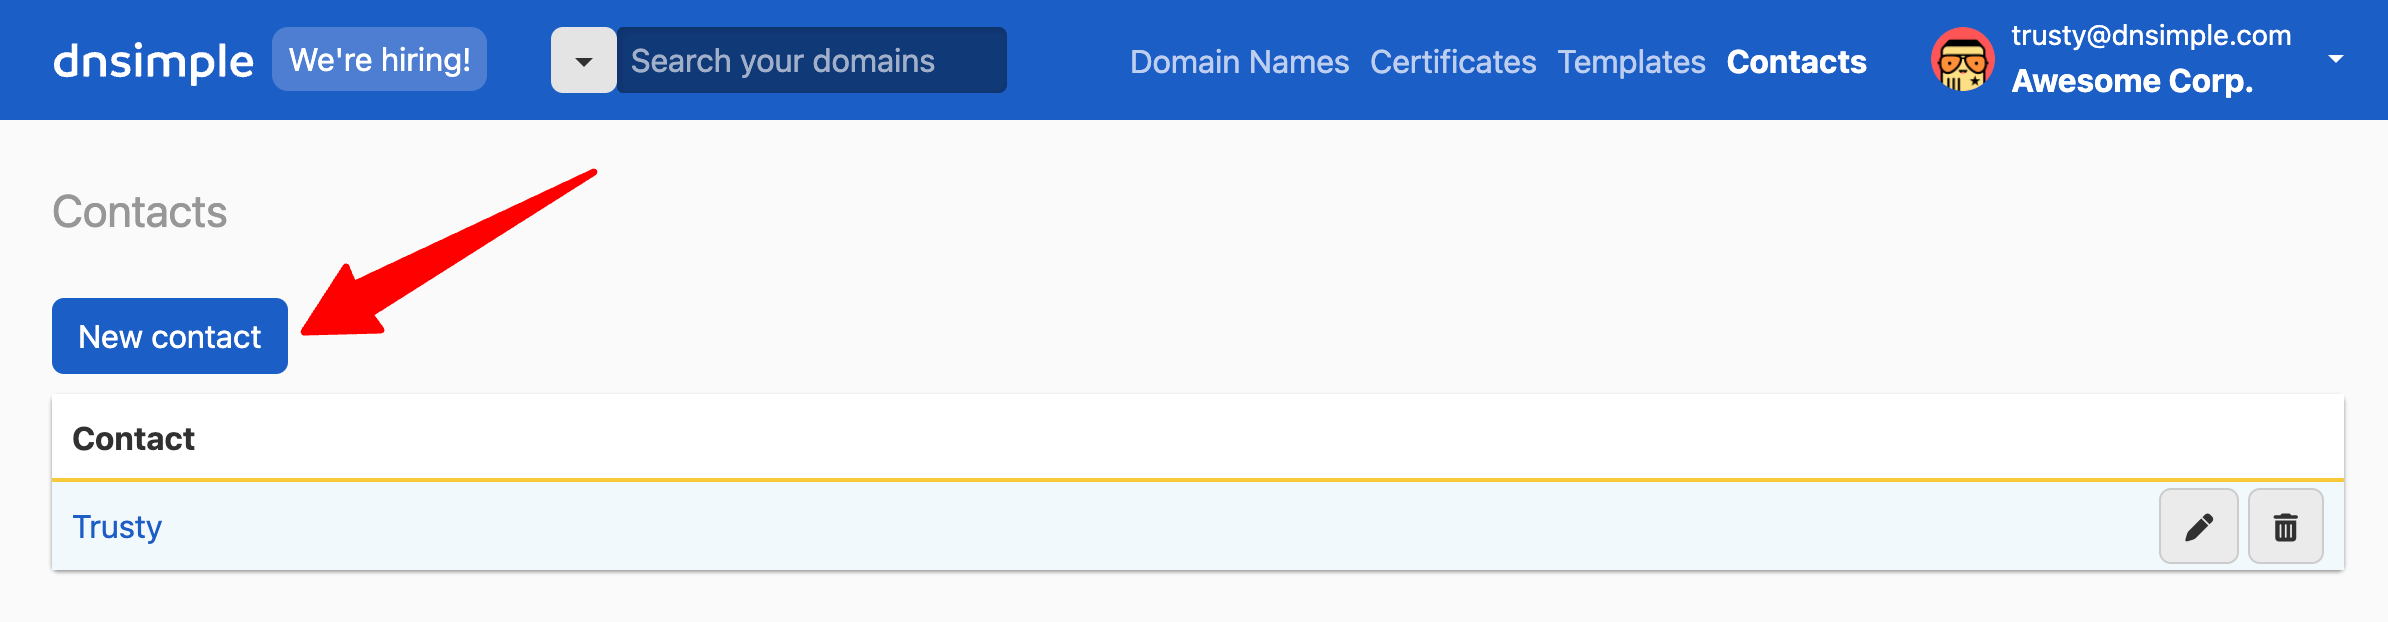 dnsimple We're hiring! Search your domains Domain Names Certificates Templates Contacts trusty@dnsimple.com
Awesome Corp.
Contacts
New contact
Contact
Trusty